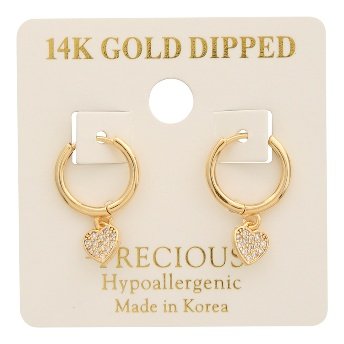 14K GOLD DIPPED
PRECIOUS
Hypoallergenic
Made in Korea